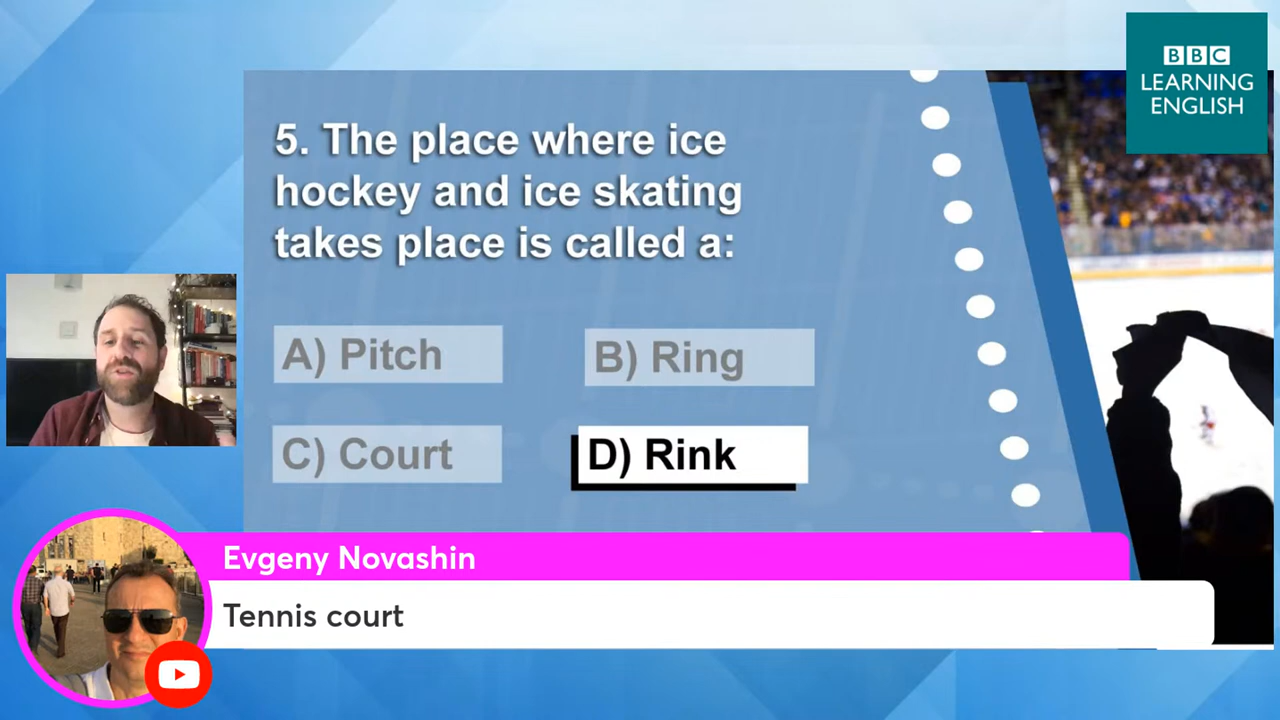 BBC
LEARNING
ENGLISH
5. The place where ice
hockey and ice skating
takes place is called a:
A) Pitch
B) Ring
C) Court
D) Rink
Evgeny Novashin
Tennis court